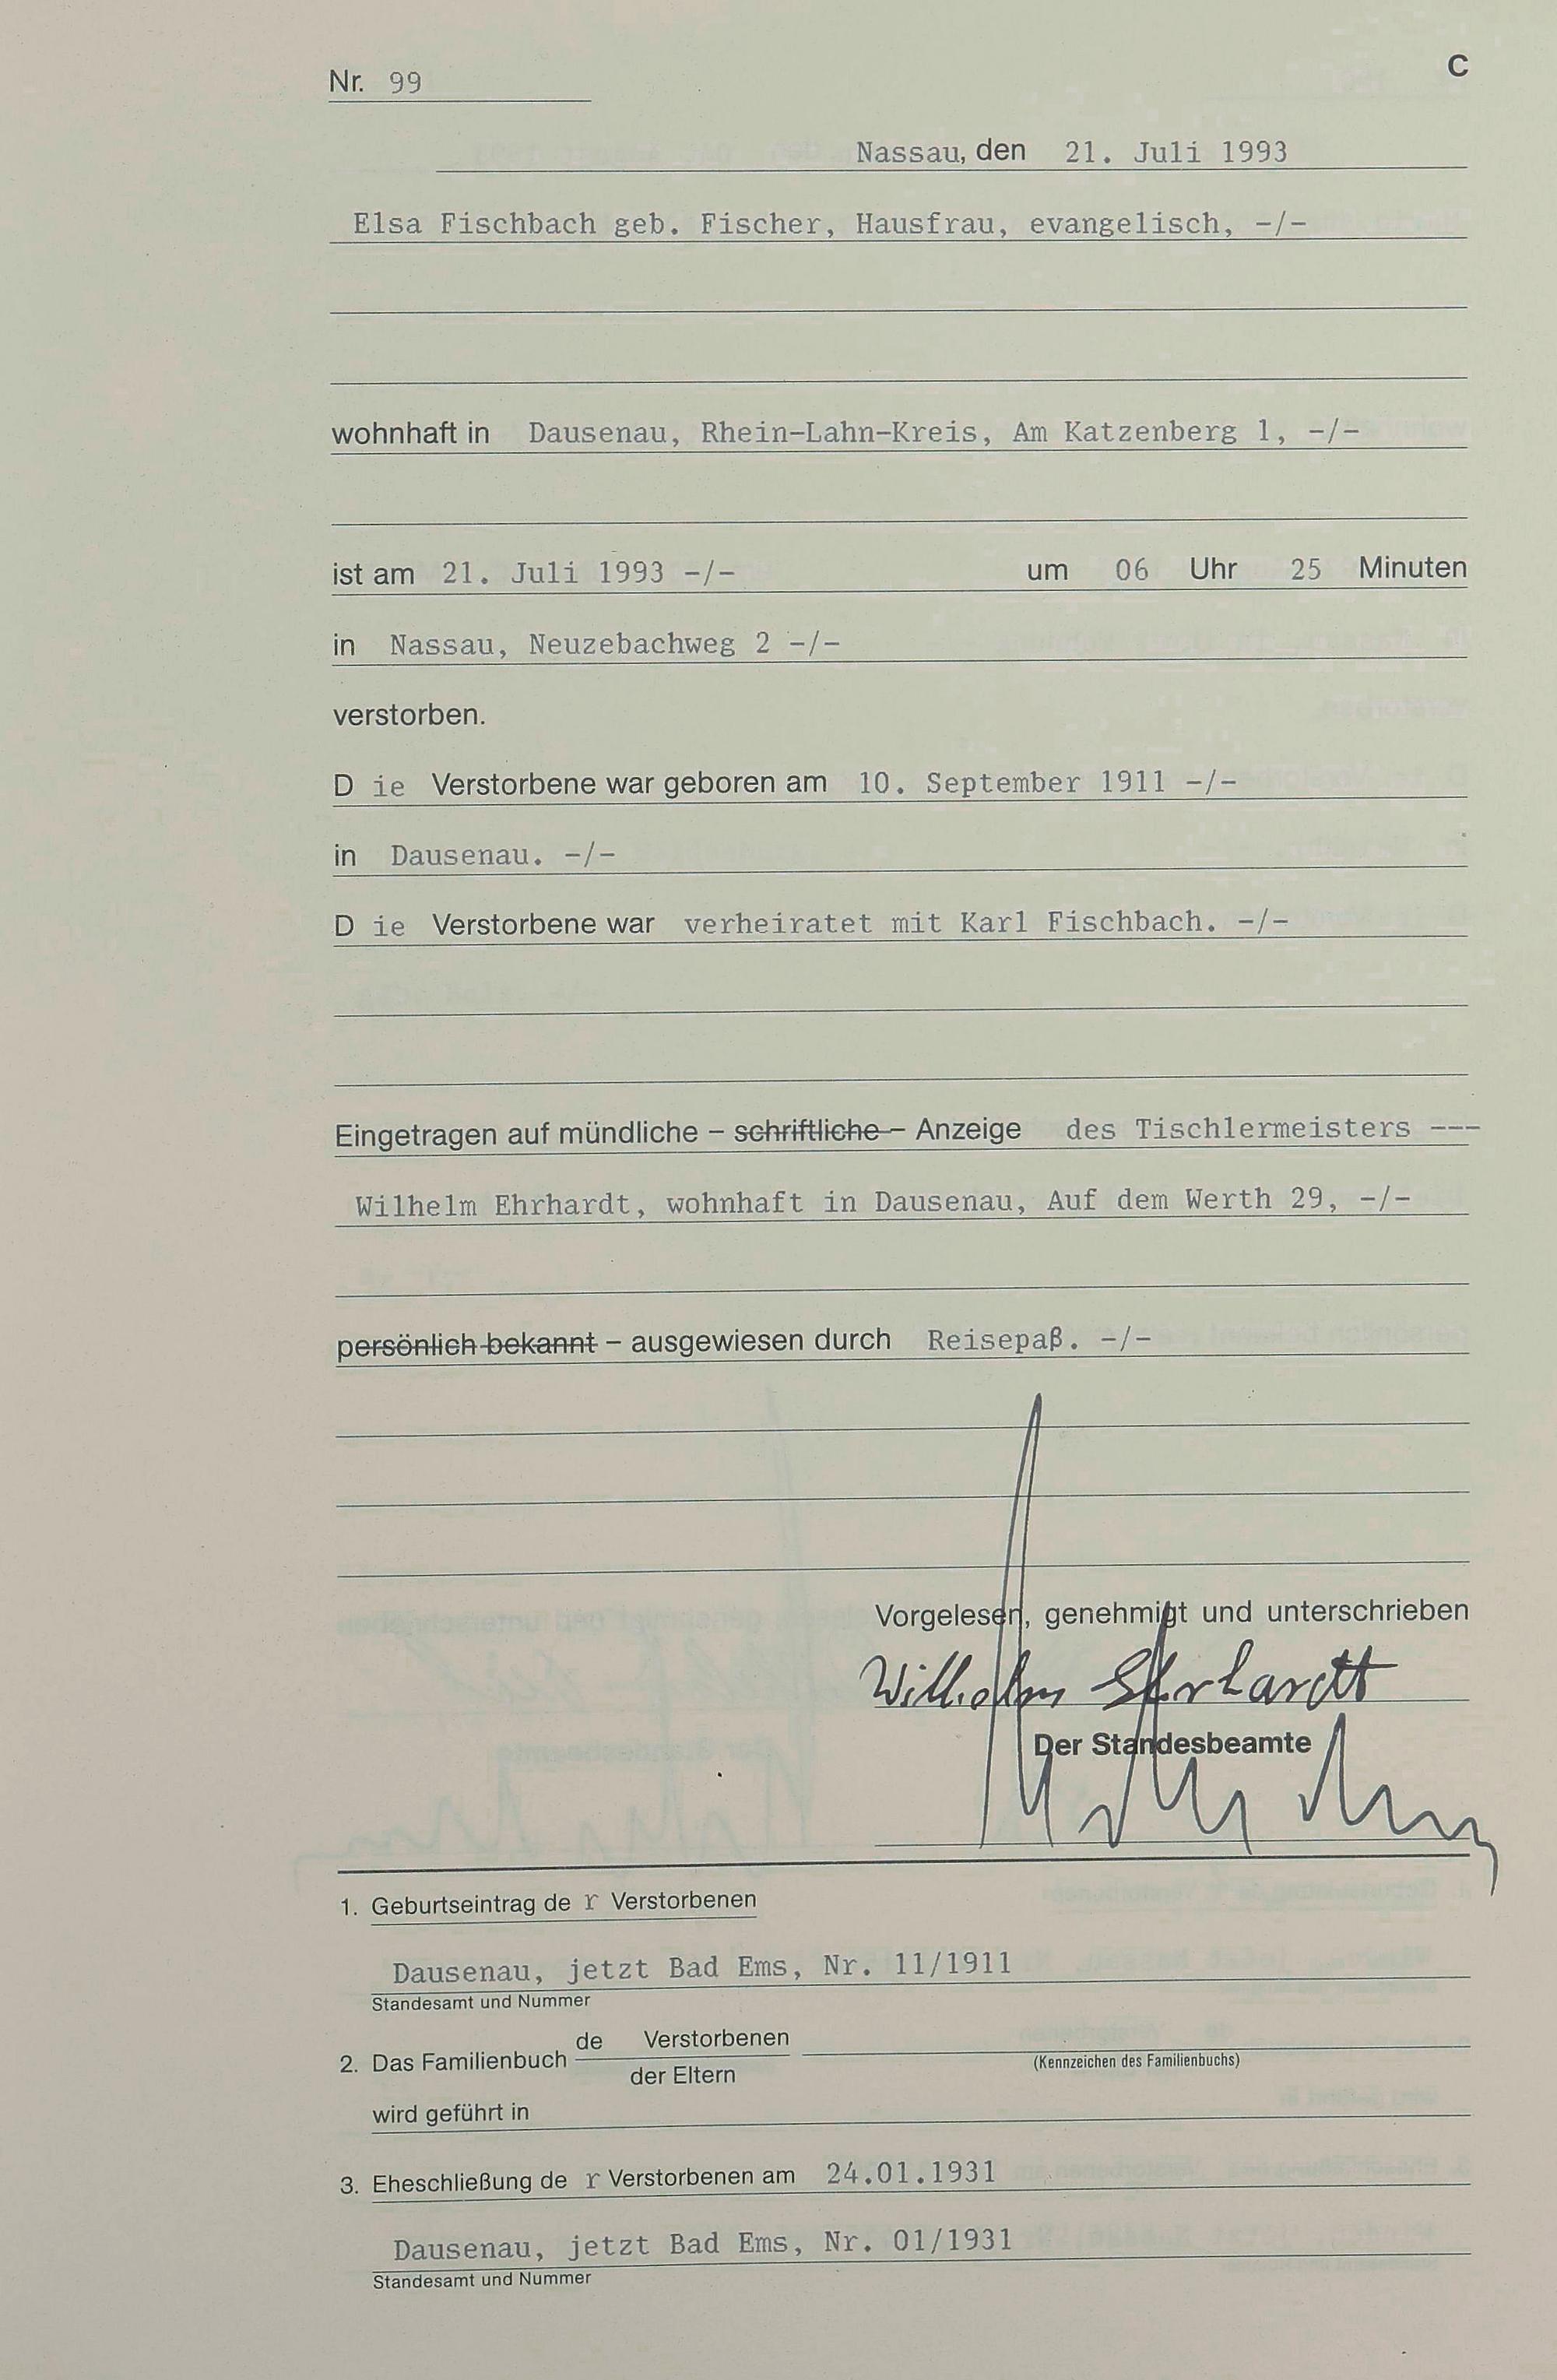 Nr. 99
C
Nassau, den 21. Juli 1993
Elsa Fischbach geb. Fischer, Hausfrau, evangelisch, -/-
wohnhaft in Dausenau, Rhein-Lahn-Kreis, Am Katzenberg 1, -/-
ist am 21. Juli 1993 -/- um 06 Uhr 25 Minuten
in Nassau, Neuzebachweg 2 -/-
verstorben.
D ie Verstorbene war geboren am 10. September 1911 -/-
in Dausenau. -/-
D ie Verstorbene war verheiratet mit Karl Fischbach. -/-
Eingetragen auf mündliche – schriftliche – Anzeige des Tischlermeisters ---
Wilhelm Ehrhardt, wohnhaft in Dausenau, Auf dem Werth 29, -/-
persönlich bekannt – ausgewiesen durch Reisepaß. -/-
Vorgelesen, genehmigt und unterschrieben
Wilhelm Ehrhardt
Der Standesbeamte
1. Geburtseintrag de r Verstorbenen
Dausenau, jetzt Bad Ems, Nr. 11/1911
Standesamt und Nummer
2. Das Familienbuch de Verstorbenen
der Eltern
(Kennzeichen des Familienbuchs)
wird geführt in
3. Eheschließung de r Verstorbenen am 24.01.1931
Dausenau, jetzt Bad Ems, Nr. 01/1931
Standesamt und Nummer